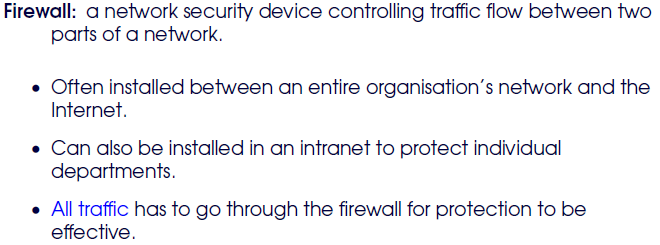 Firewall: a network security device controlling traffic flow between two
parts of a network.
• Often installed between an entire organisation's network and the
Internet.
• Can also be installed in an intranet to protect individual
departments.
• All traffic has to go through the firewall for protection to be
effective.